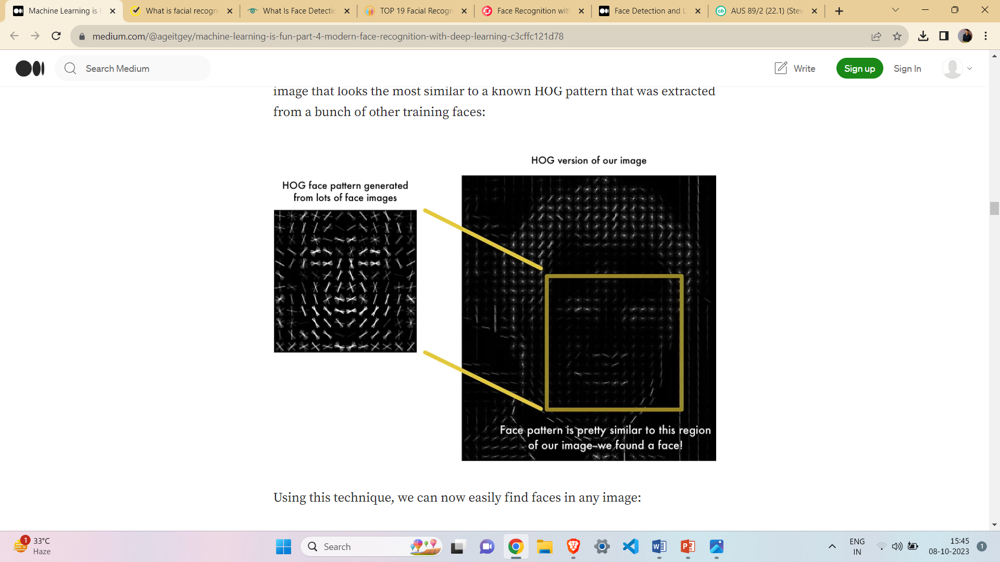 Machine Learning is F
What is facial recogni
What Is Face Detectio
TOP 19 Facial Recogn
Face Recognition with
Face Detection and L
cb
AUS 89/2 (22.1) (Stev
medium.com/@ageitgey/machine-learning-is-fun-part-4-modern-face-recognition-with-deep-learning-c3cffc121d78
Search Medium
Write
Sign up
Sign In
image that looks the most similar to a known HOG pattern that was extracted
from a bunch of other training faces:
HOG version of our image
HOG face pattern generated
from lots of face images
Face pattern is pretty similar to this region
of our image–we found a face!
Using this technique, we can now easily find faces in any image:
1
33°C
Haze
Search
W
P
ENG
IN
15:45
08-10-2023
1